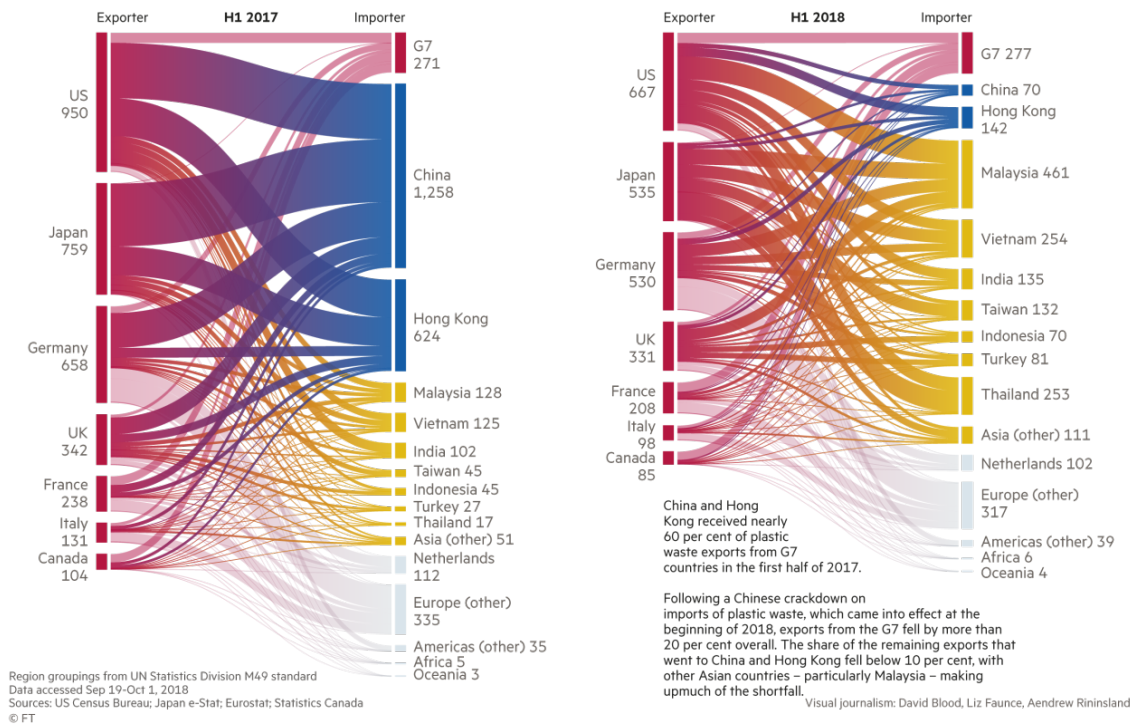 Exporter H1 2017 Importer
US
950
Japan
759
Germany
658
UK
342
France
238
Italy
131
Canada
104
G7
271
China
1,258
Hong Kong
624
Malaysia 128
Vietnam 125
India 102
Taiwan 45
Indonesia 45
Turkey 27
Thailand 17
Asia (other) 51
Netherlands
112
Europe (other)
335
Americas (other) 35
Africa 5
Oceania 3
Exporter H1 2018 Importer
US
667
Japan
535
Germany
530
UK
331
France
208
Italy
98
Canada
85
G7 277
China 70
Hong Kong
142
Malaysia 461
Vietnam 254
India 135
Taiwan 132
Indonesia 70
Turkey 81
Thailand 253
Asia (other) 111
Netherlands 102
Europe (other)
317
Americas (other) 39
Africa 6
Oceania 4
China and Hong
Kong received nearly
60 per cent of plastic
waste exports from G7
countries in the first half of 2017.
Following a Chinese crackdown on
imports of plastic waste, which came into effect at the
beginning of 2018, exports from the G7 fell by more than
20 per cent overall. The share of the remaining exports that
went to China and Hong Kong fell below 10 per cent, with
other Asian countries – particularly Malaysia – making
upmuch of the shortfall.
Region groupings from UN Statistics Division M49 standard
Data accessed Sep 19-Oct 1, 2018
Sources: US Census Bureau; Japan e-Stat; Eurostat; Statistics Canada
© FT
Visual journalism: David Blood, Liz Faunce, Aendrew Rininsland